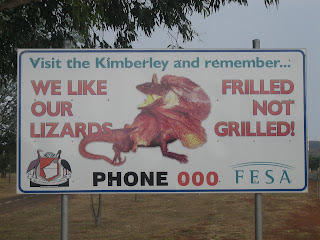 Visit the Kimberley and remember...
WE LIKE FRILLED
OUR NOT
LIZARDS GRILLED!
PHONE 000 FESA